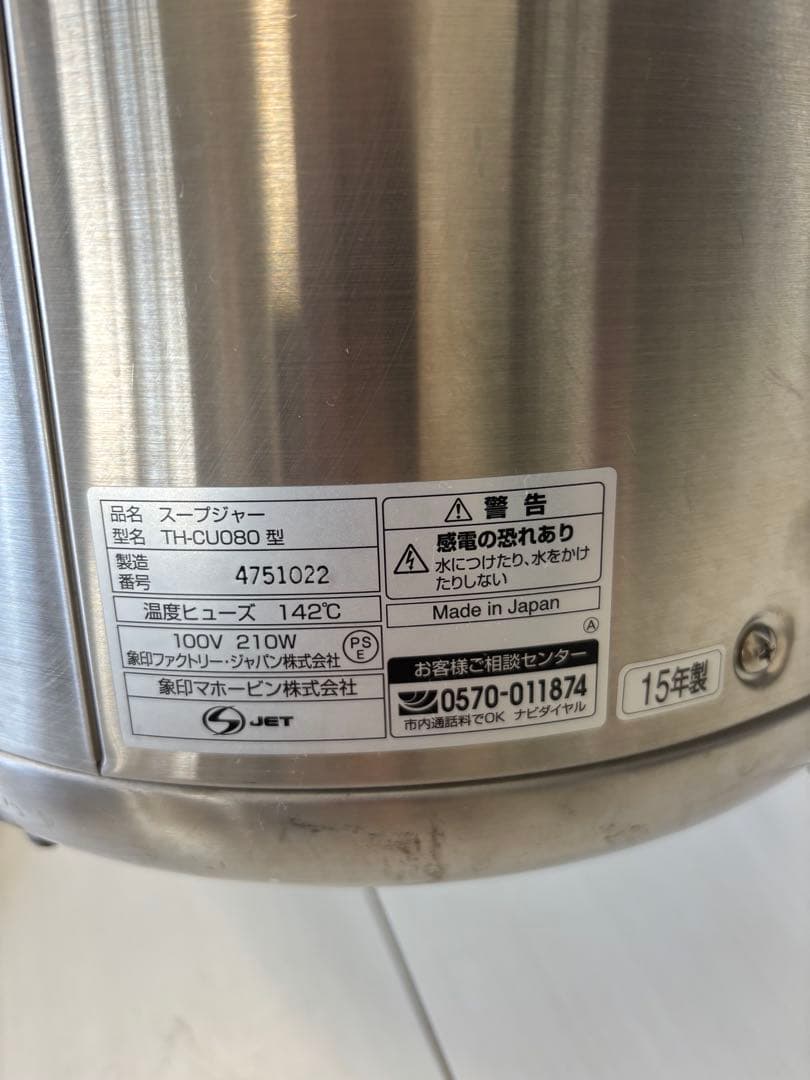 品名 スープジャー
型名 TH-CU080 型
製造
番号 4751022
温度ヒューズ 142℃
100V 210W
象印ファクトリー・ジャパン株式会社
PS
E
象印マホービン株式会社
JET
警告
感電の恐れあり
水につけたり、水をかけ
たりしない
Made in Japan
A
お客様ご相談センター
0570-011874
市内通話料でOK ナビダイヤル
15年製